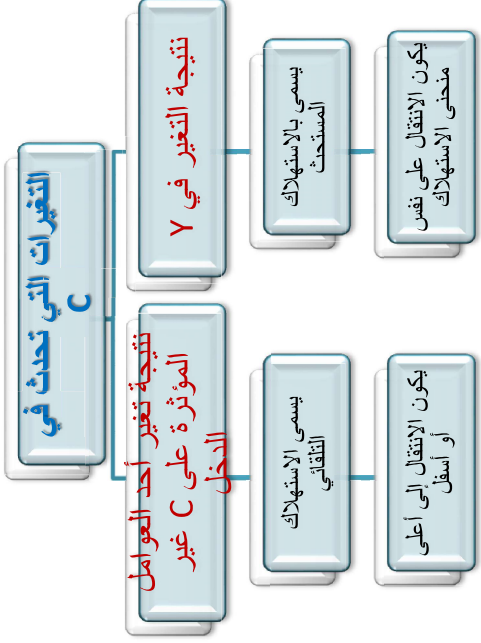 التغيرات التي تحدث في
C
نتيجة التغير في Y
يسمى بالاستهلاك
المستحث
يكون الانتقال على نفس
منحنى الاستهلاك
نتيجة تغير أحد العوامل
المؤثرة على C غير
الدخل
يسمى الاستهلاك
التلقائي
يكون الانتقال إلى أعلى
أو أسفل